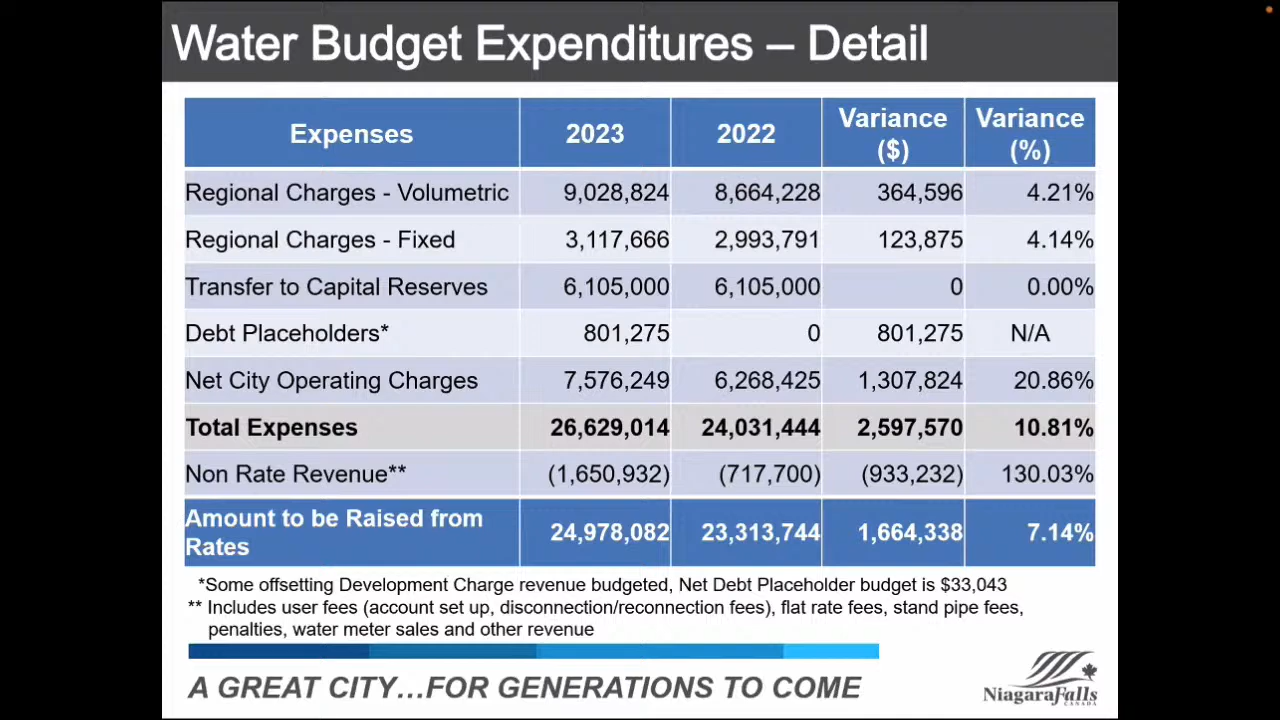 Water Budget Expenditures – Detail
Expenses 2023 2022 Variance ($) Variance (%)
Regional Charges - Volumetric 9,028,824 8,664,228 364,596 4.21%
Regional Charges - Fixed 3,117,666 2,993,791 123,875 4.14%
Transfer to Capital Reserves 6,105,000 6,105,000 0 0.00%
Debt Placeholders* 801,275 0 801,275 N/A
Net City Operating Charges 7,576,249 6,268,425 1,307,824 20.86%
Total Expenses 26,629,014 24,031,444 2,597,570 10.81%
Non Rate Revenue** (1,650,932) (717,700) (933,232) 130.03%
Amount to be Raised from Rates 24,978,082 23,313,744 1,664,338 7.14%
*Some offsetting Development Charge revenue budgeted, Net Debt Placeholder budget is $33,043
** Includes user fees (account set up, disconnection/reconnection fees), flat rate fees, stand pipe fees,
penalties, water meter sales and other revenue
A GREAT CITY...FOR GENERATIONS TO COME
NiagaraFalls
CANADA